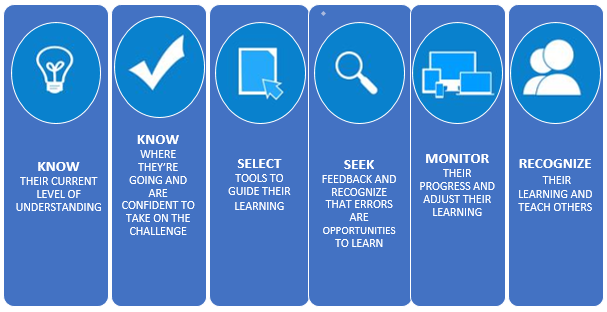 KNOW
THEIR CURRENT
LEVEL OF
UNDERSTANDING
KNOW
WHERE
THEY'RE
GOING AND
ARE
CONFIDENT TO
TAKE ON THE
CHALLENGE
SELECT
TOOLS TO
GUIDE THEIR
LEARNING
SEEK
FEEDBACK AND
RECOGNIZE
THAT ERRORS
ARE
OPPORTUNITIES
TO LEARN
MONITOR
THEIR
PROGRESS AND
ADJUST THEIR
LEARNING
RECOGNIZE
THEIR
LEARNING AND
TEACH OTHERS